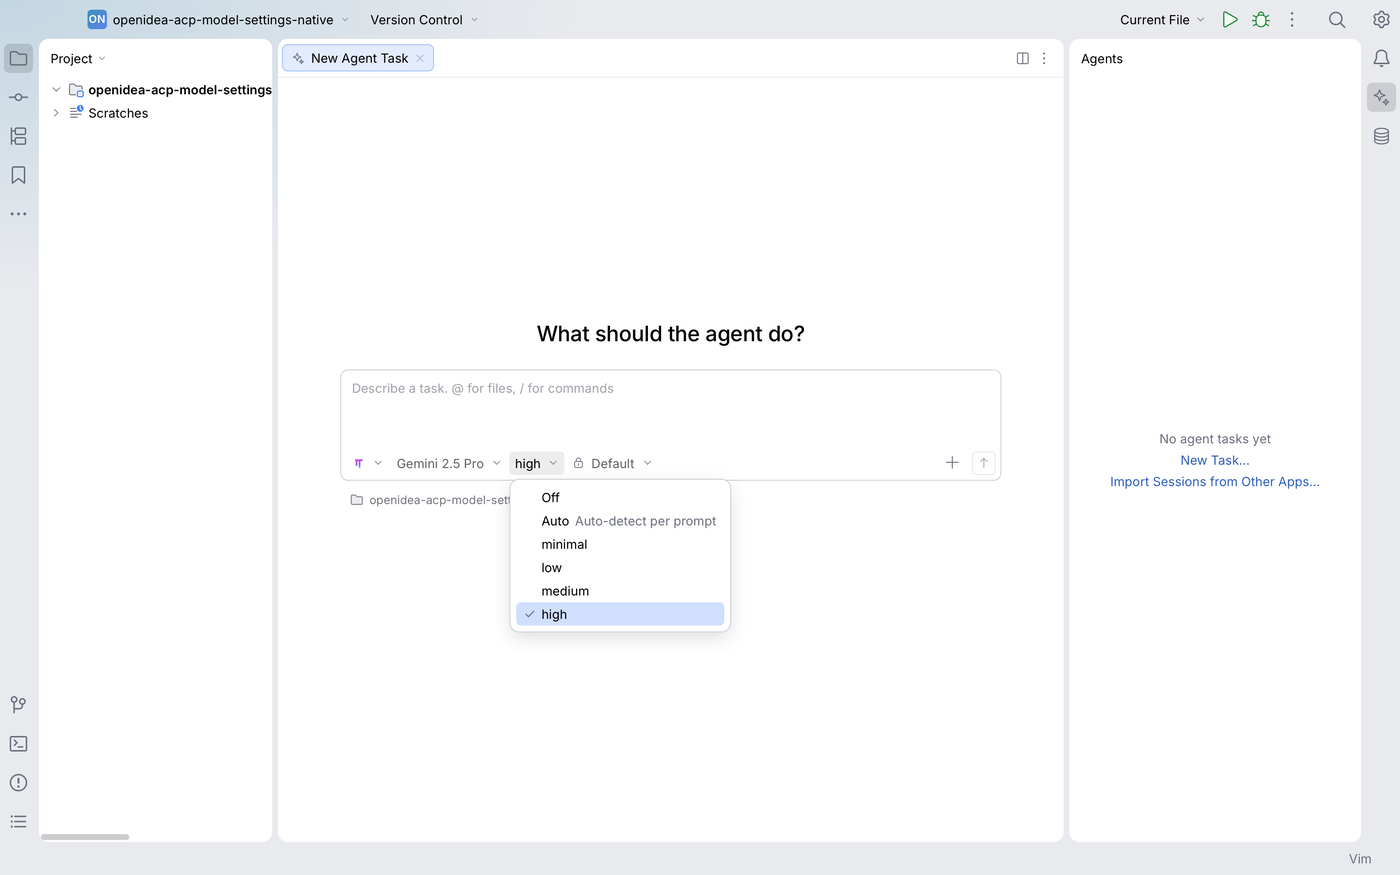 ON openidea-acp-model-settings-native Version Control Current File
Project
openidea-acp-model-settings
Scratches
New Agent Task
What should the agent do?
Describe a task. @ for files, / for commands
Gemini 2.5 Pro high Default
openidea-acp-model-sett
Off
Auto Auto-detect per prompt
minimal
low
medium
high
Agents
No agent tasks yet
New Task...
Import Sessions from Other Apps...
Vim